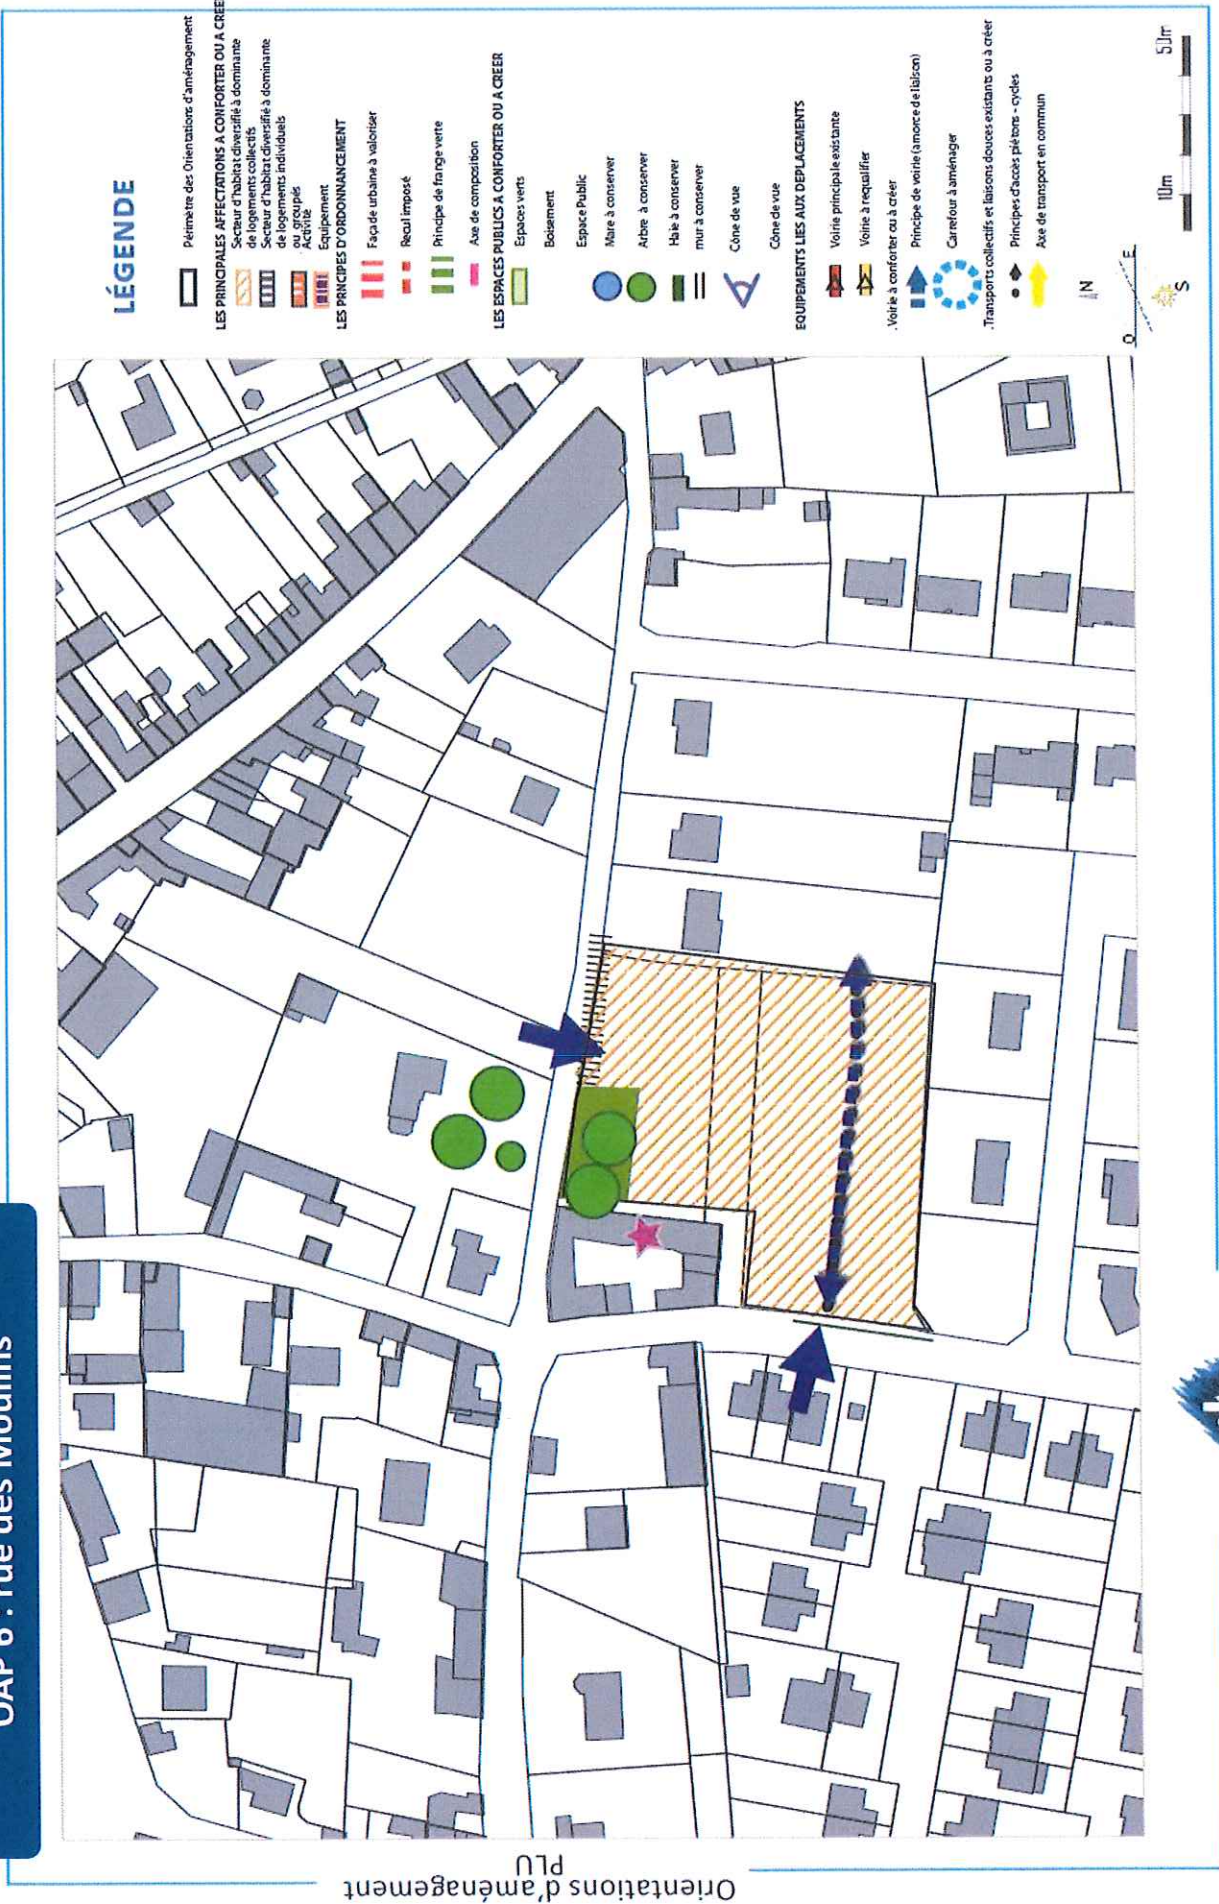 OAP 6 : rue des Moulins
Orientations d'aménagement
PLU
LÉGENDE
Périmètre des Orientations d'aménagement
LES PRINCIPALES AFFECTATIONS A CONFORTER OU A CREER
Secteur d'habitat diversifié à dominante
de logements collectifs
Secteur d'habitat diversifié à dominante
de logements individuels
ou groupés
Activité
Equipement
LES PRINCIPES D'ORDONNANCEMENT
Façade urbaine à valoriser
Recul imposé
Principe de frange verte
Axe de composition
LES ESPACES PUBLICS A CONFORTER OU A CREER
Espaces verts
Boisement
Espace Public
Mare à conserver
Arbre à conserver
Haie à conserver
mur à conserver
Cône de vue
Cône de vue
EQUIPEMENTS LIES AUX DEPLACEMENTS
Voirie principale existante
Voirie à requalifier
.Voirie à conforter ou à créer
Principe de voirie (amorce de liaison)
Carrefour à aménager
.Transports collectifs et liaisons douces existants ou à créer
Principes d'accès piétons - cycles
Axe de transport en commun
N
O
E
S
10m
50m